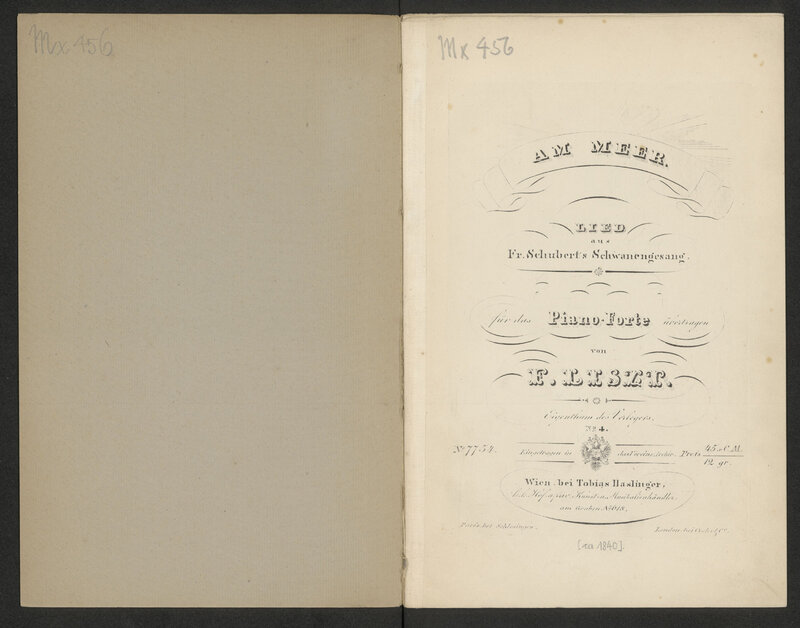 Mx 456
Mx 456
AM MEER.
LIED
aus
Fr. Schubert's Schwanengesang.
für das Piano-Forte übertragen
von
F. LISZT.
Eigenthum des Verlegers.
No. 4.
No. 7754. Eingetragen in das Vereins-Archiv. Preis 45 x C.M.
12 gr.
Wien, bei Tobias Haslinger,
k.k. Hof- u. priv. Kunst- u. Musikalienhändler,
am Graben No. 618.
Paris, bei Schlesinger.
London, bei
[ca 1840].